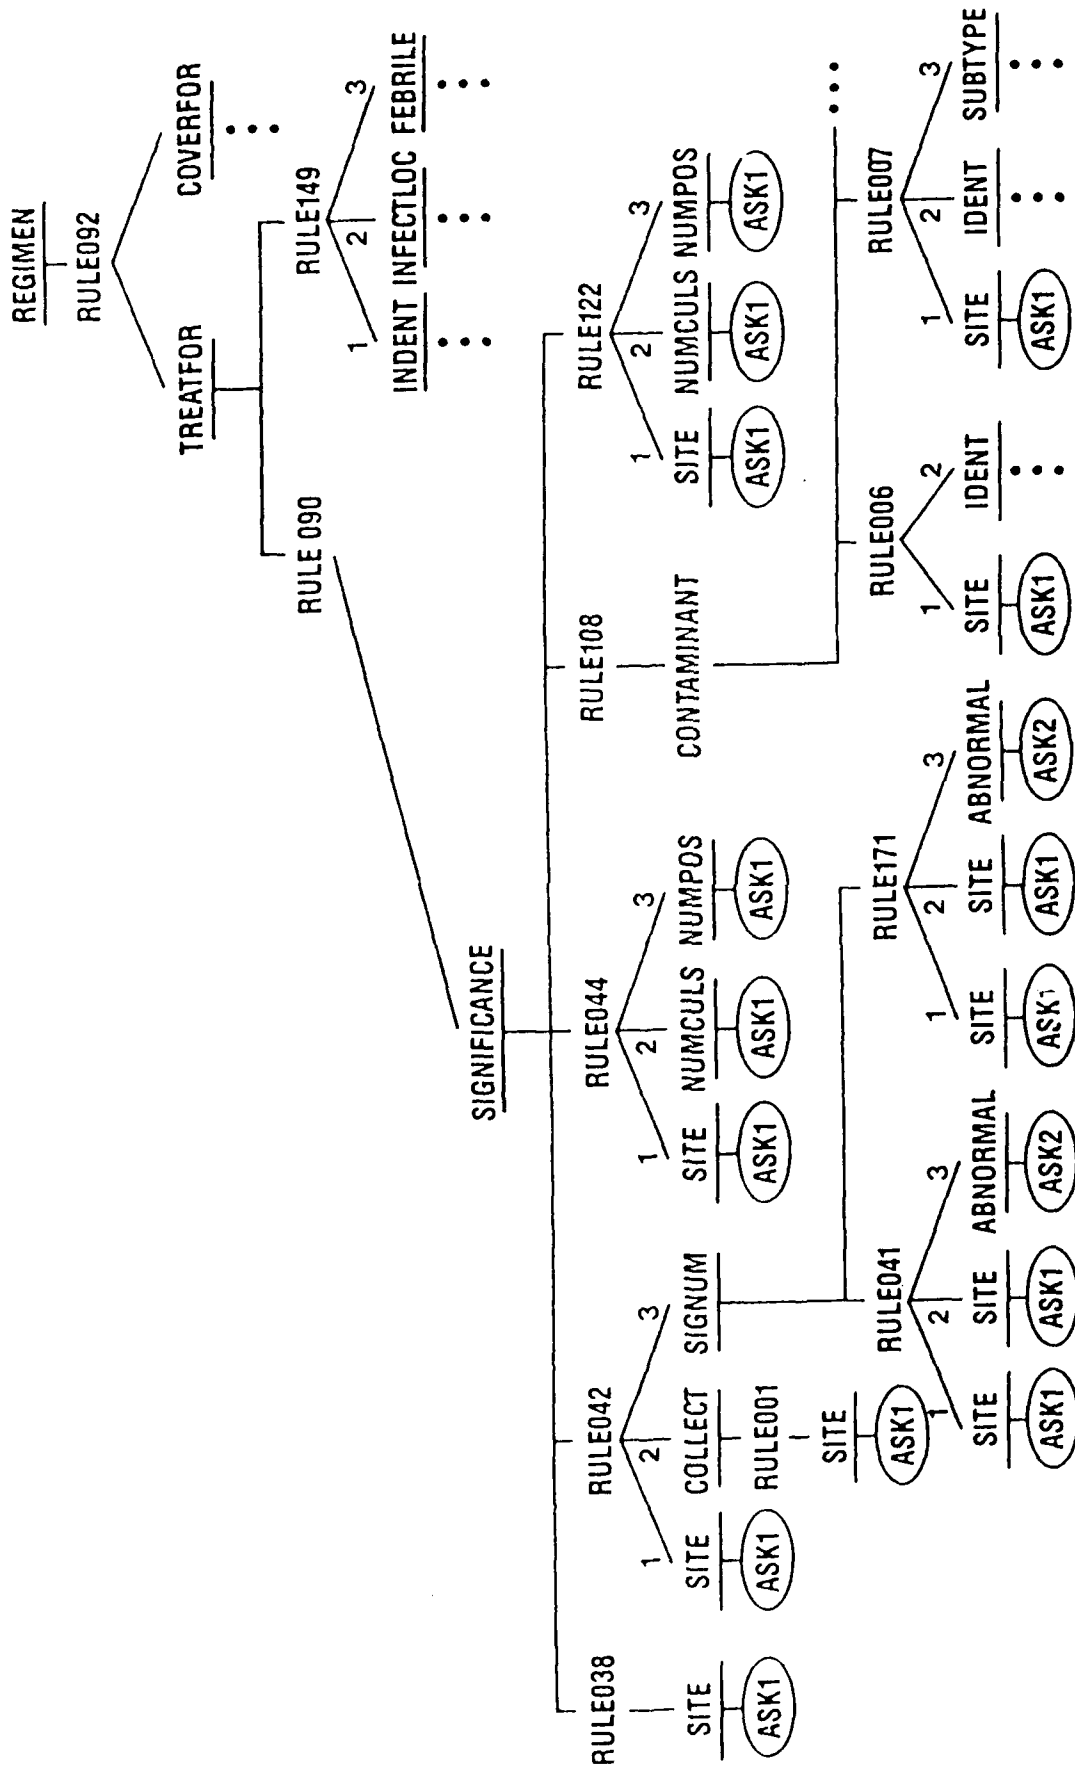 REGIMEN
RULE092
TREATFOR COVERFOR
RULE 090 RULE149
1 2 3
INDENT INFECTLOC FEBRILE
SIGNIFICANCE
RULE038 RULE042 RULE044 RULE108 RULE122
1 2 3 1 2 3 1 2 3
SITE SITE COLLECT SIGNUM SITE NUMCULS NUMPOS CONTAMINANT SITE NUMCULS NUMPOS
ASK1 ASK1 RULE001 ASK1 ASK1 ASK1 ASK1 ASK1 ASK1
SITE
ASK1
RULE041 RULE171 RULE006 RULE007 ...
1 2 3 1 2 3 1 2 1 2 3
SITE SITE ABNORMAL SITE SITE ABNORMAL SITE IDENT SITE IDENT SUBTYPE
ASK1 ASK1 ASK2 ASK1 ASK1 ASK2 ASK1 ASK1